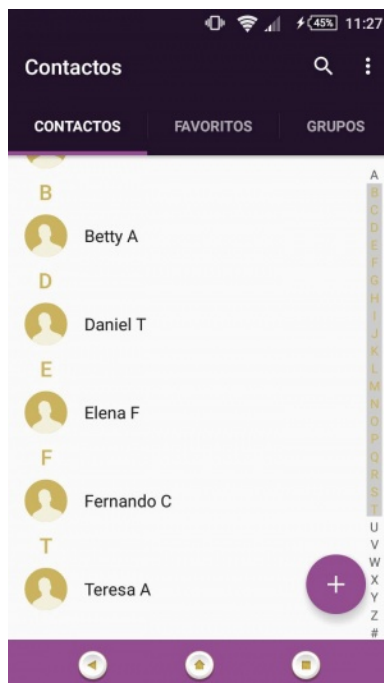 45% 11:27
Contactos
CONTACTOS FAVORITOS GRUPOS
B
Betty A
D
Daniel T
E
Elena F
F
Fernando C
T
Teresa A
A
B
C
D
E
F
G
H
I
J
K
L
M
N
O
P
Q
R
S
T
U
V
W
X
Y
Z
#